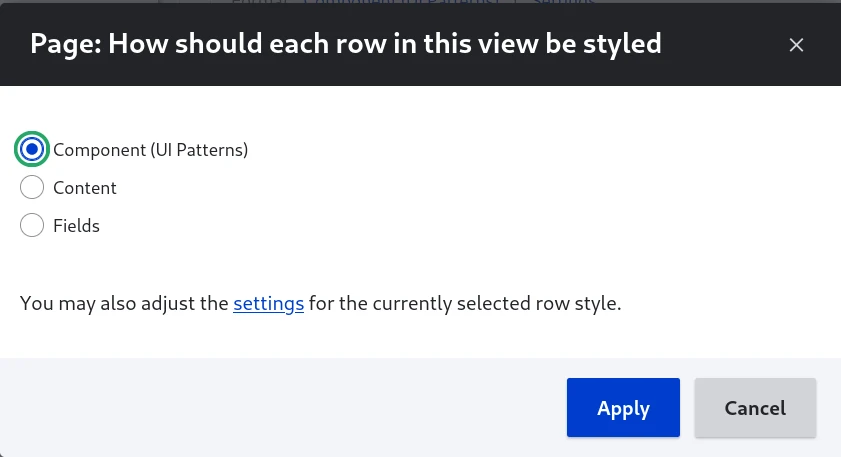 Page: How should each row in this view be styled
Component (UI Patterns)
Content
Fields
You may also adjust the settings for the currently selected row style.
Apply
Cancel